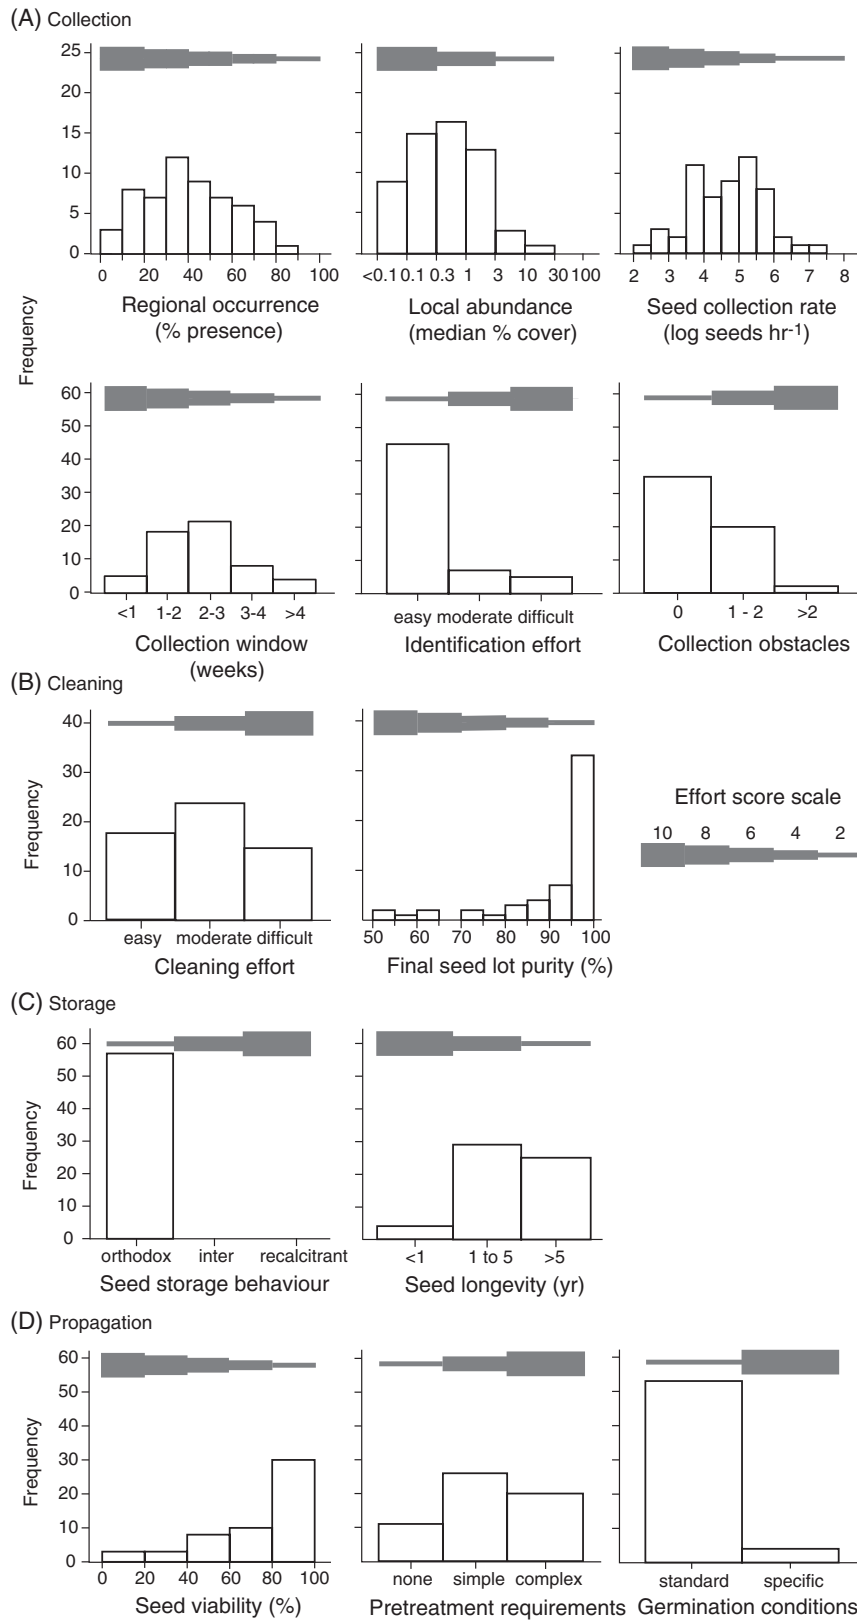 (A) Collection
25
20
15
10
5
0
0 20 40 60 80 100
<0.1 0.1 0.3 1 3 10 30 100
2 3 4 5 6 7 8
Regional occurrence
(% presence)
Local abundance
(median % cover)
Seed collection rate
(log seeds hr-1)
Frequency
60
50
40
30
20
10
0
<1 1-2 2-3 3-4 >4
easy moderate difficult
0 1 - 2 >2
Collection window
(weeks)
Identification effort
Collection obstacles
(B) Cleaning
Frequency
40
30
20
10
0
easy moderate difficult
50 60 70 80 90 100
Cleaning effort
Final seed lot purity (%)
Effort score scale
10 8 6 4 2
(C) Storage
Frequency
60
50
40
30
20
10
0
orthodox inter recalcitrant
<1 1 to 5 >5
Seed storage behaviour
Seed longevity (yr)
(D) Propagation
Frequency
60
50
40
30
20
10
0
0 20 40 60 80 100
none simple complex
standard specific
Seed viability (%)
Pretreatment requirements
Germination conditions